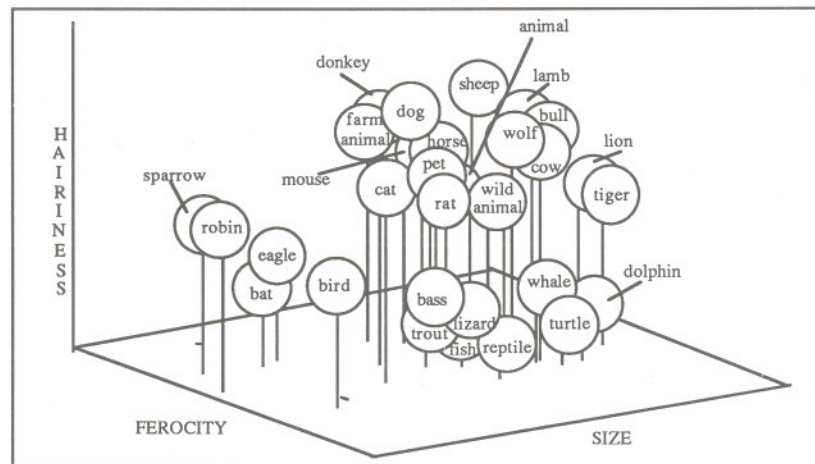 animal
donkey
sheep
lamb
dog
farm
animal
bull
wolf
horse
lion
cow
pet
mouse
sparrow
cat
wild
animal
tiger
rat
robin
eagle
bird
bat
whale
dolphin
bass
lizard
turtle
trout
fish
reptile
HAIRINESS
FEROCITY
SIZE